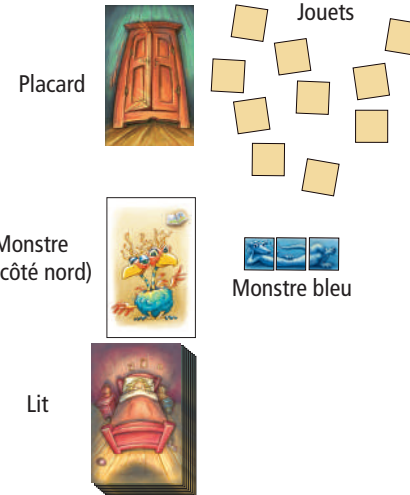 Jouets
Placard
Monstre
côté nord)
Monstre bleu
Lit